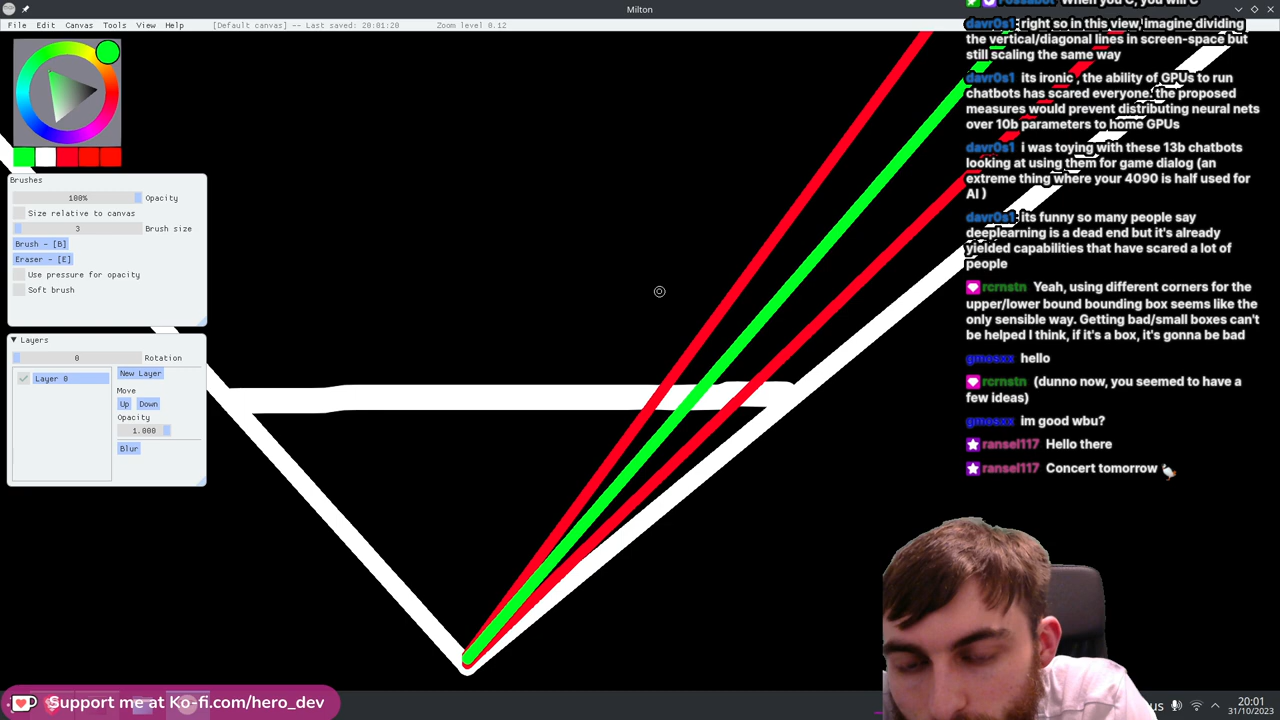 Milton
File Edit Canvas Tools View Help [Default canvas] -- Last saved: 20:01:20 Zoom level 0.12
Brushes
100% Opacity
Size relative to canvas
3 Brush size
Brush - [B]
Eraser - [E]
Use pressure for opacity
Soft brush
Layers
0 Rotation
Layer 0
New Layer
Move
Up Down
Opacity
1.000
Blur
When you C, you will C
davr0s1 right so in this view, imagine dividing
the vertical/diagonal lines in screen-space but
still scaling the same way
davr0s1 its ironic , the ability of GPUs to run
chatbots has scared everyone, the proposed
measures would prevent distributing neural nets
over 10b parameters to home GPUs
davr0s1 i was toying with these 13b chatbots
looking at using them for game dialog (an
extreme thing where your 4090 is half used for
AI )
davr0s1 its funny so many people say
deeplearning is a dead end but it's already
yielded capabilities that have scared a lot of
people
rcrnstn Yeah, using different corners for the
upper/lower bound bounding box seems like the
only sensible way. Getting bad/small boxes can't
be helped I think, if it's a box, it's gonna be bad
hello
rcrnstn (dunno now, you seemed to have a
few ideas)
im good wbu?
ransel117 Hello there
ransel117 Concert tomorrow
Support me at Ko-fi.com/hero_dev
US
20:01
31/10/2023